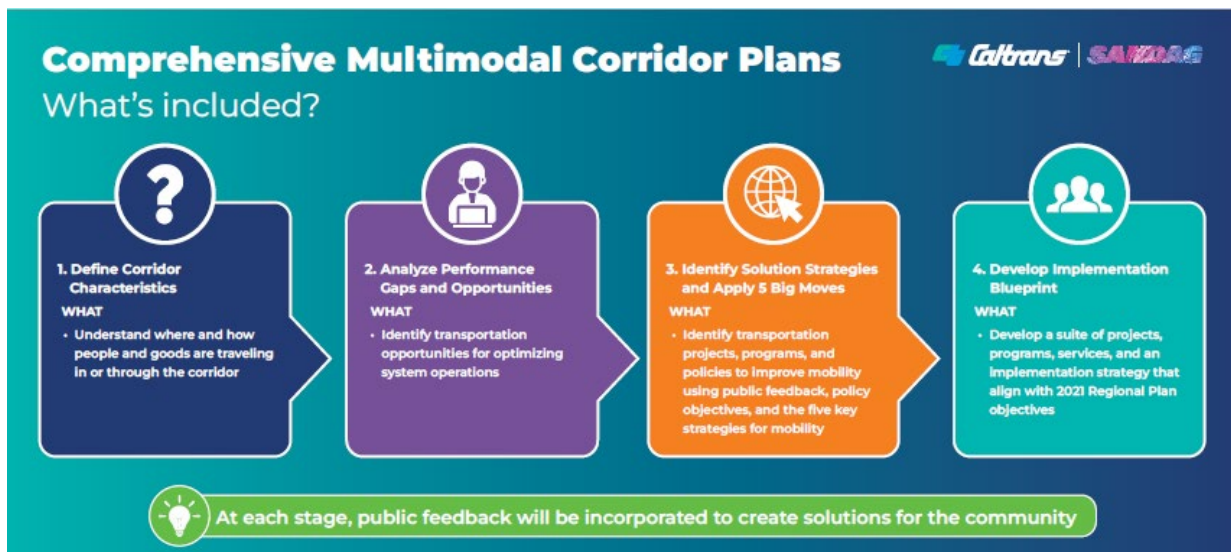 Comprehensive Multimodal Corridor Plans
What's included?
Caltrans
SANDAG
?
1. Define Corridor
Characteristics
WHAT
• Understand where and how
people and goods are traveling
in or through the corridor
2. Analyze Performance
Gaps and Opportunities
WHAT
• Identify transportation
opportunities for optimizing
system operations
3. Identify Solution Strategies
and Apply 5 Big Moves
WHAT
• Identify transportation
projects, programs, and
policies to improve mobility
using public feedback, policy
objectives, and the five key
strategies for mobility
4. Develop Implementation
Blueprint
WHAT
• Develop a suite of projects,
programs, services, and an
implementation strategy that
align with 2021 Regional Plan
objectives
At each stage, public feedback will be incorporated to create solutions for the community